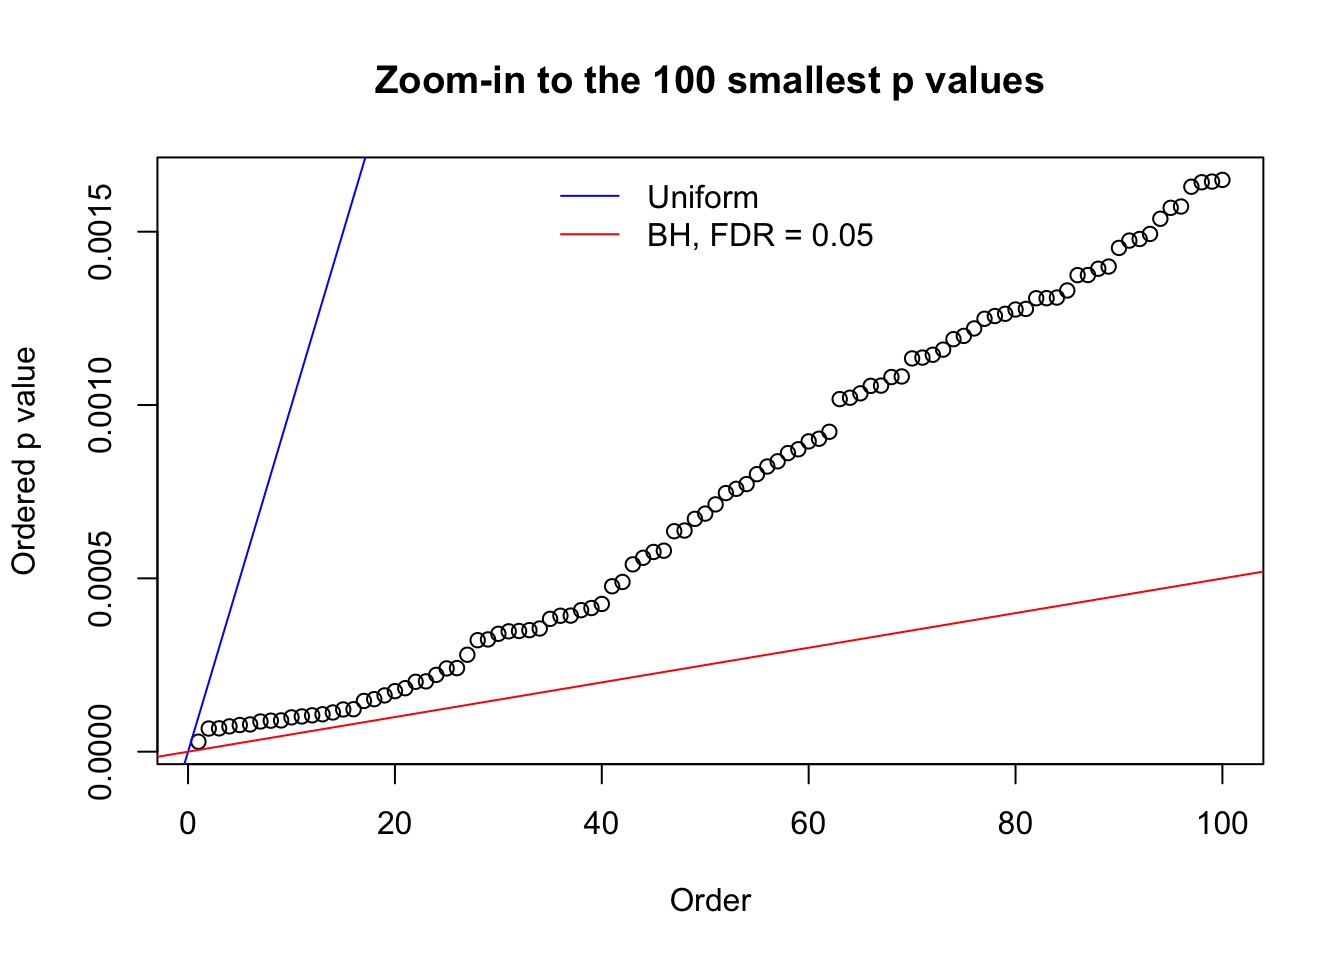 Zoom-in to the 100 smallest p values
Uniform
BH, FDR = 0.05
Ordered p value
0.0015
0.0010
0.0005
0.0000
0 20 40 60 80 100
Order